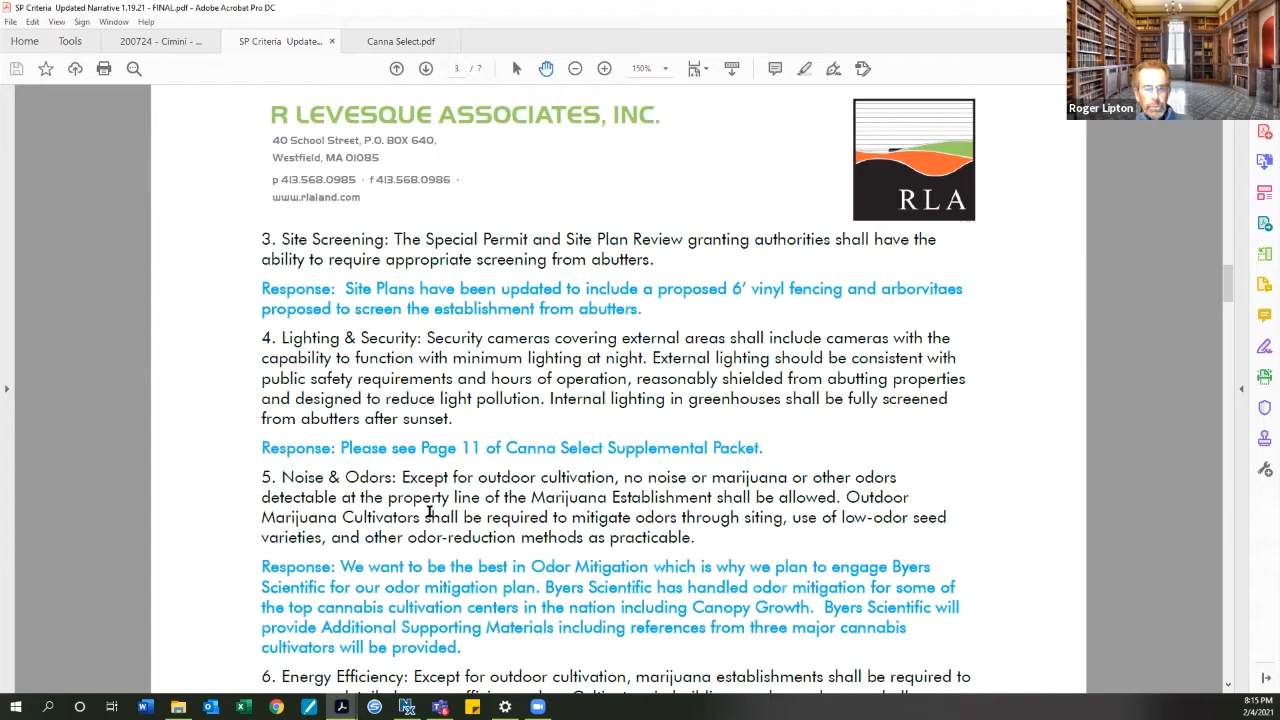 SP Criteria Updated Narrative 1.19.21 - FINAL.pdf - Adobe Acrobat Pro DC
File Edit View Sign Window Help
Home Tools 200724 - Cimini - ... SP Criteria Update... × Canna Select.pdf
3 / 7 150%
Roger Lipton
R LEVESQUE ASSOCIATES, INC.
40 School Street, P.O. BOX 640,
Westfield, MA 01085
p 413.568.0985 · f 413.568.0986 ·
www.rlaland.com
RLA
3. Site Screening: The Special Permit and Site Plan Review granting authorities shall have the
ability to require appropriate screening from abutters.
Response: Site Plans have been updated to include a proposed 6' vinyl fencing and arborvitaes
proposed to screen the establishment from abutters.
4. Lighting & Security: Security cameras covering external areas shall include cameras with the
capability to function with minimum lighting at night. External lighting should be consistent with
public safety requirements and hours of operation, reasonably shielded from abutting properties
and designed to reduce light pollution. Internal lighting in greenhouses shall be fully screened
from abutters after sunset.
Response: Please see Page 11 of Canna Select Supplemental Packet.
5. Noise & Odors: Except for outdoor cultivation, no noise or marijuana or other odors
detectable at the property line of the Marijuana Establishment shall be allowed. Outdoor
Marijuana Cultivators shall be required to mitigate odors through siting, use of low-odor seed
varieties, and other odor-reduction methods as practicable.
Response: We want to be the best in Odor Mitigation which is why we plan to engage Byers
Scientific for our odor mitigation plan. Byers Scientific has handled odor mitigation for some of
the top cannabis cultivation centers in the nation including Canopy Growth. Byers Scientific will
provide Additional Supporting Materials including references from three major cannabis
cultivators will be provided.
6. Energy Efficiency: Except for outdoor cultivation, marijuana establishments shall be required to
8:15 PM
2/4/2021